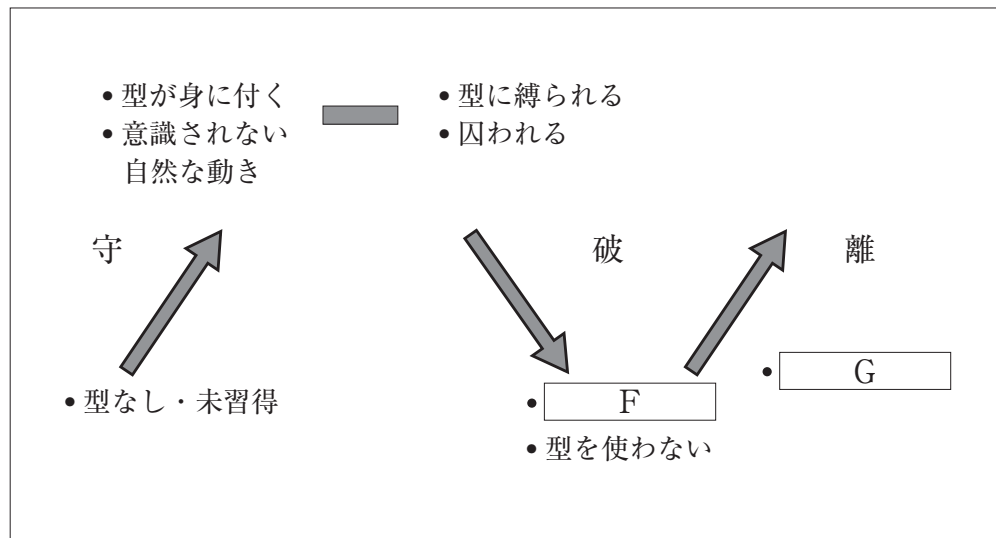 • 型が身に付く
• 意識されない
自然な動き
• 型に縛られる
• 囚われる
守
破
離
• 型なし・未習得
• F
• 型を使わない
• G